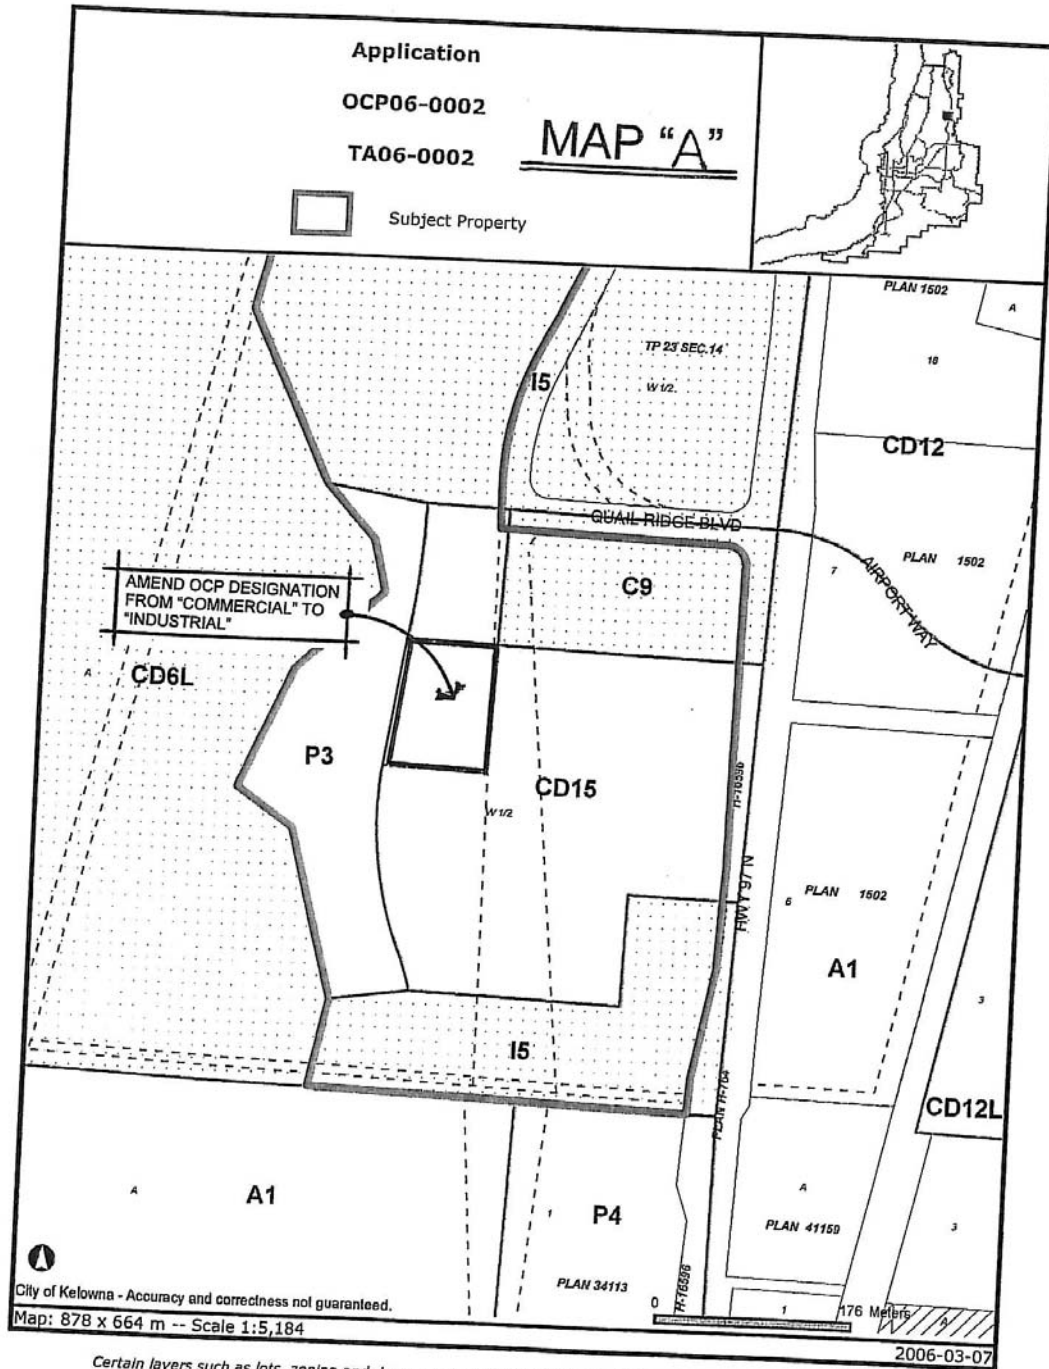 Application
OCP06-0002
TA06-0002
MAP "A"
Subject Property
PLAN 1502
A
TP 23 SEC.14
18
I5
W 1/2
CD12
QUAIL RIDGE BLVD
PLAN 1502
7
AIRPORT WAY
AMEND OCP DESIGNATION
FROM "COMMERCIAL" TO
"INDUSTRIAL"
C9
A
CD6L
P3
CD15
H-16596
W 1/2
HWY 97 N
6
PLAN 1502
A1
3
I5
PLAN H-764
CD12L
A
A1
1
P4
A
PLAN 41159
3
PLAN 34113
H-16596
City of Kelowna - Accuracy and correctness not guaranteed.
0
176 Meters
1
A
Map: 878 x 664 m -- Scale 1:5,184
2006-03-07
Certain layers such as lots, zoning and